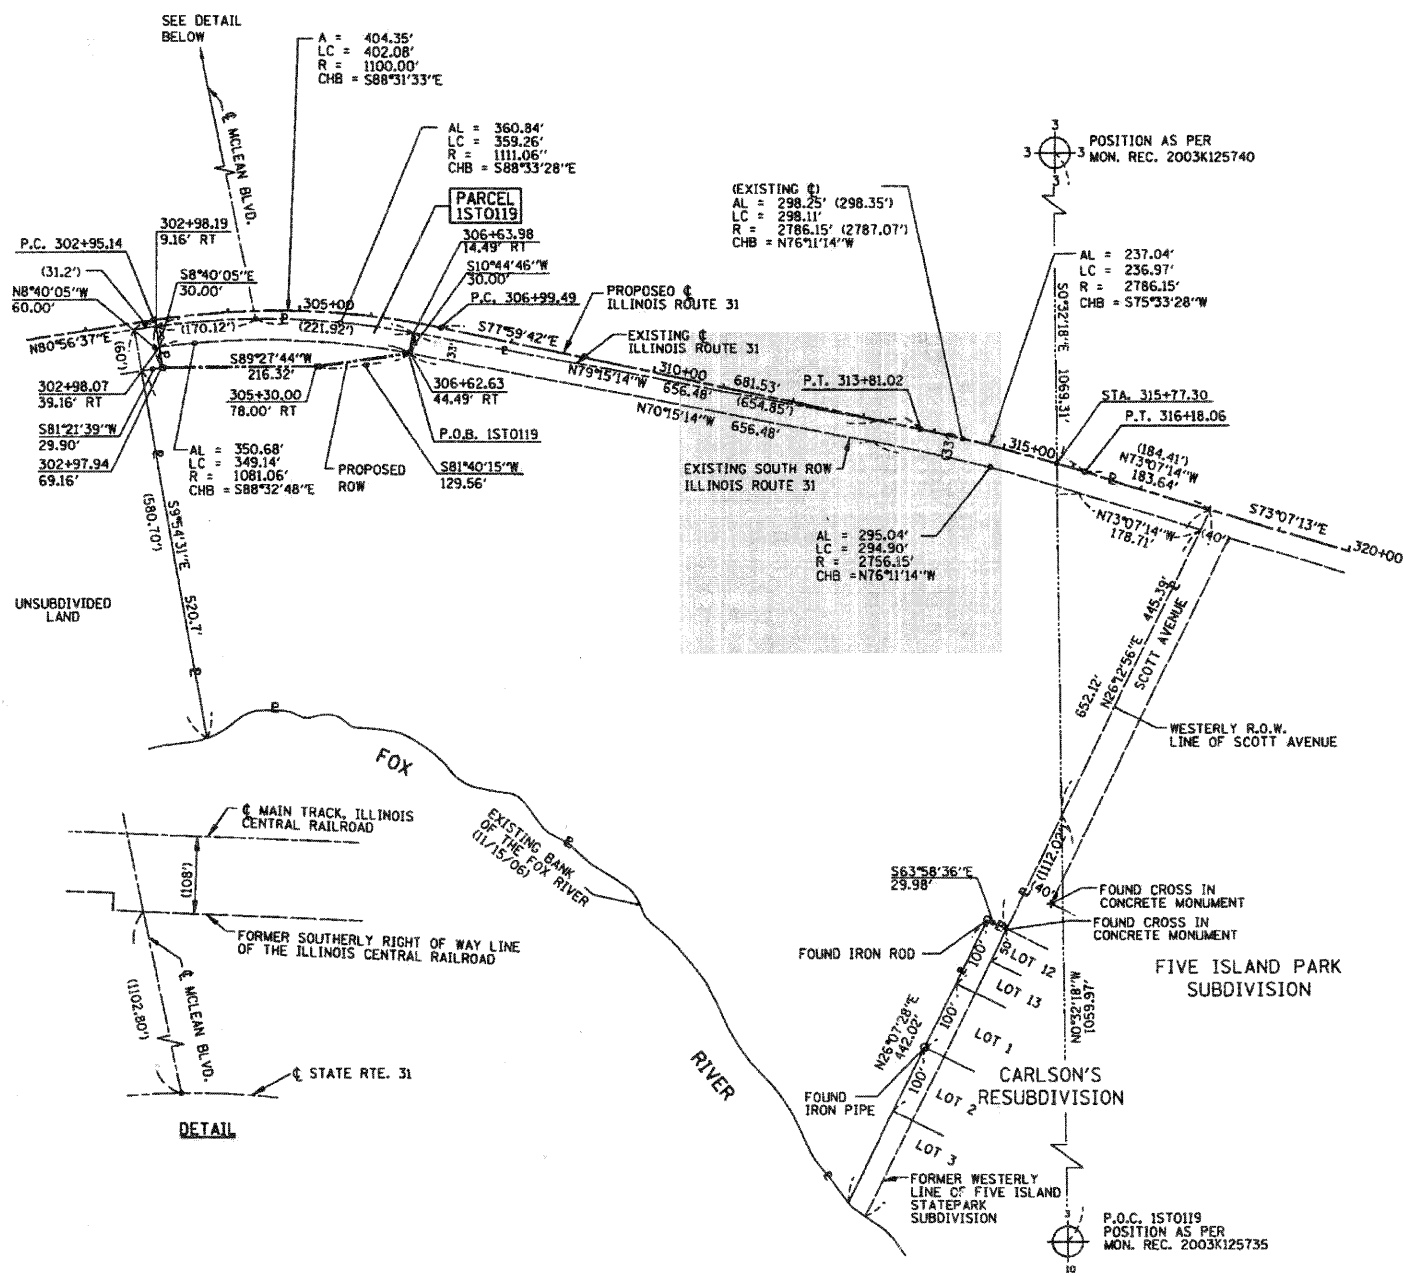 SEE DETAIL
BELOW
℄ MCLEAN BLVD.
A = 404.35'
LC = 402.08'
R = 1100.00'
CHB = S88°31'33"E
AL = 360.84'
LC = 359.26'
R = 1111.06''
CHB = S88°33'28"E
PARCEL
1ST0119
302+98.19
9.16' RT
P.C. 302+95.14
(31.2')
N8°40'05"W
60.00'
S8°40'05"E
30.00'
306+63.98
14.49' RT
S10°44'46"W
30.00'
P.C. 306+99.49
N80°56'37"E
(60')
(170.12')
305+00
(221.92')
33'
S77°59'42"E
PROPOSED ℄
ILLINOIS ROUTE 31
EXISTING ℄
ILLINOIS ROUTE 31
S89°27'44"W
216.32'
302+98.07
39.16' RT
S81°21'39"W
29.90'
302+97.94
69.16'
305+30.00
78.00' RT
306+62.63
44.49' RT
P.O.B. 1ST0119
S81°40'15"W
129.56'
PROPOSED
ROW
AL = 350.68'
LC = 349.14'
R = 1081.06'
CHB = S88°32'48"E
N79°15'14"W
656.48'
310+00
681.53'
(654.85')
N70°15'14"W
656.48'
P.T. 313+81.02
(EXISTING ℄)
AL = 298.25' (298.35')
LC = 298.11'
R = 2786.15' (2787.07')
CHB = N76°11'14"W
3
3
3
3
POSITION AS PER
MON. REC. 2003K125740
AL = 237.04'
LC = 236.97'
R = 2786.15'
CHB = S75°33'28"W
S0°32'18"E 1069.31'
STA. 315+77.30
P.T. 316+18.06
EXISTING SOUTH ROW
ILLINOIS ROUTE 31
(33')
315+00
(184.41')
N73°07'14"W
183.64'
N73°07'14"W
178.71'
S73°07'13"E
320+00
(40')
AL = 295.04'
LC = 294.90'
R = 2756.15'
CHB = N76°11'14"W
S9°54'31"E 520.7'
(580.70')
UNSUBDIVIDED
LAND
445.39'
652.12' N26°12'56"E
SCOTT AVENUE
WESTERLY R.O.W.
LINE OF SCOTT AVENUE
(1112.02')
(40')
FOUND CROSS IN
CONCRETE MONUMENT
FOUND CROSS IN
CONCRETE MONUMENT
FOX
RIVER
EXISTING BANK
OF THE FOX RIVER
(11/15/06)
S63°58'36"E
29.98'
FOUND IRON ROD
100'
50'
LOT 12
LOT 13
100'
LOT 1
N26°07'28"E
442.02'
100'
LOT 2
LOT 3
FOUND
IRON PIPE
FIVE ISLAND PARK
SUBDIVISION
N0°32'18"W
1059.97'
CARLSON'S
RESUBDIVISION
FORMER WESTERLY
LINE OF FIVE ISLAND
STATEPARK
SUBDIVISION
3
10
P.O.C. 1ST0119
POSITION AS PER
MON. REC. 2003K125735
℄ MAIN TRACK, ILLINOIS
CENTRAL RAILROAD
(108')
FORMER SOUTHERLY RIGHT OF WAY LINE
OF THE ILLINOIS CENTRAL RAILROAD
(1102.80')
℄ MCLEAN BLVD.
℄ STATE RTE. 31
DETAIL